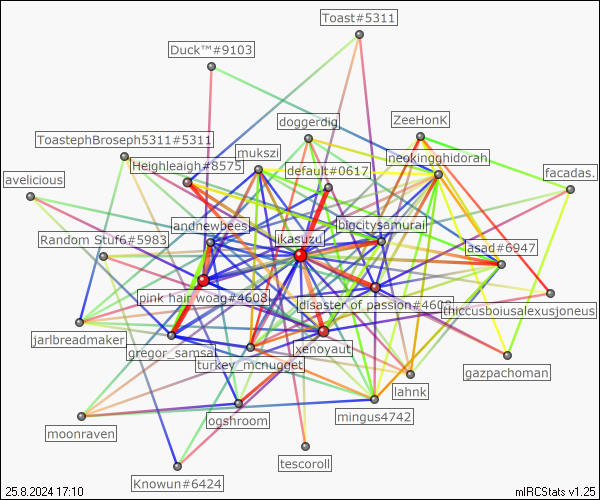 Toast#5311
Duck™#9103
doggerdig
ZeeHonK
ToastephBroseph5311#5311
mukszi
neokingghidorah
Heighleaigh#8575
default#0617
facadas.
avelicious
andnewbees
bigcitysamurai
ikasuzu
Random Stuf6#5983
asad#6947
pink hair woag#4608
disaster of passion#4602
thiccusboiusalexusjoneus
jarlbreadmaker
gregor_samsa
xenoyaut
turkey_mcnugget
gazpachoman
lahnk
ogshroom
mingus4742
moonraven
tescoroll
Knowun#6424
25.8.2024 17:10
mIRCStats v1.25